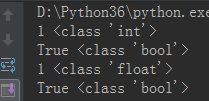 D:\Python36\python.exe
1 <class 'int'>
True <class 'bool'>
1 <class 'float'>
True <class 'bool'>